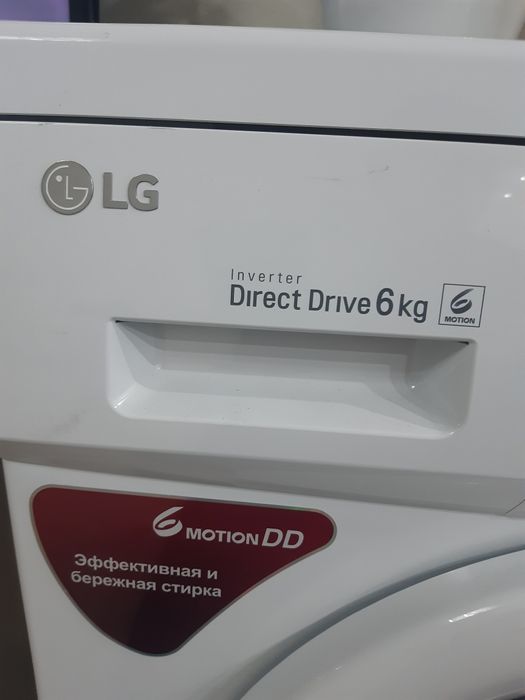 LG
Inverter
Direct Drive 6 kg
6
MOTION
6 MOTION DD
Эффективная и
бережная стирка